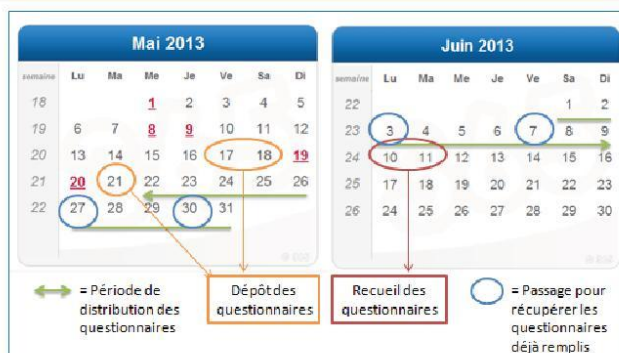 Mai 2013
semaine Lu Ma Me Je Ve Sa Di
18 1 2 3 4 5
19 6 7 8 9 10 11 12
20 13 14 15 16 17 18 19
21 20 21 22 23 24 25 26
22 27 28 29 30 31
Juin 2013
semaine Lu Ma Me Je Ve Sa Di
22 1 2
23 3 4 5 6 7 8 9
24 10 11 12 13 14 15 16
25 17 18 19 20 21 22 23
26 24 25 26 27 28 29 30
= Période de
distribution des
questionnaires
Dépôt des
questionnaires
Recueil des
questionnaires
= Passage pour
récupérer les
questionnaires
déjà remplis